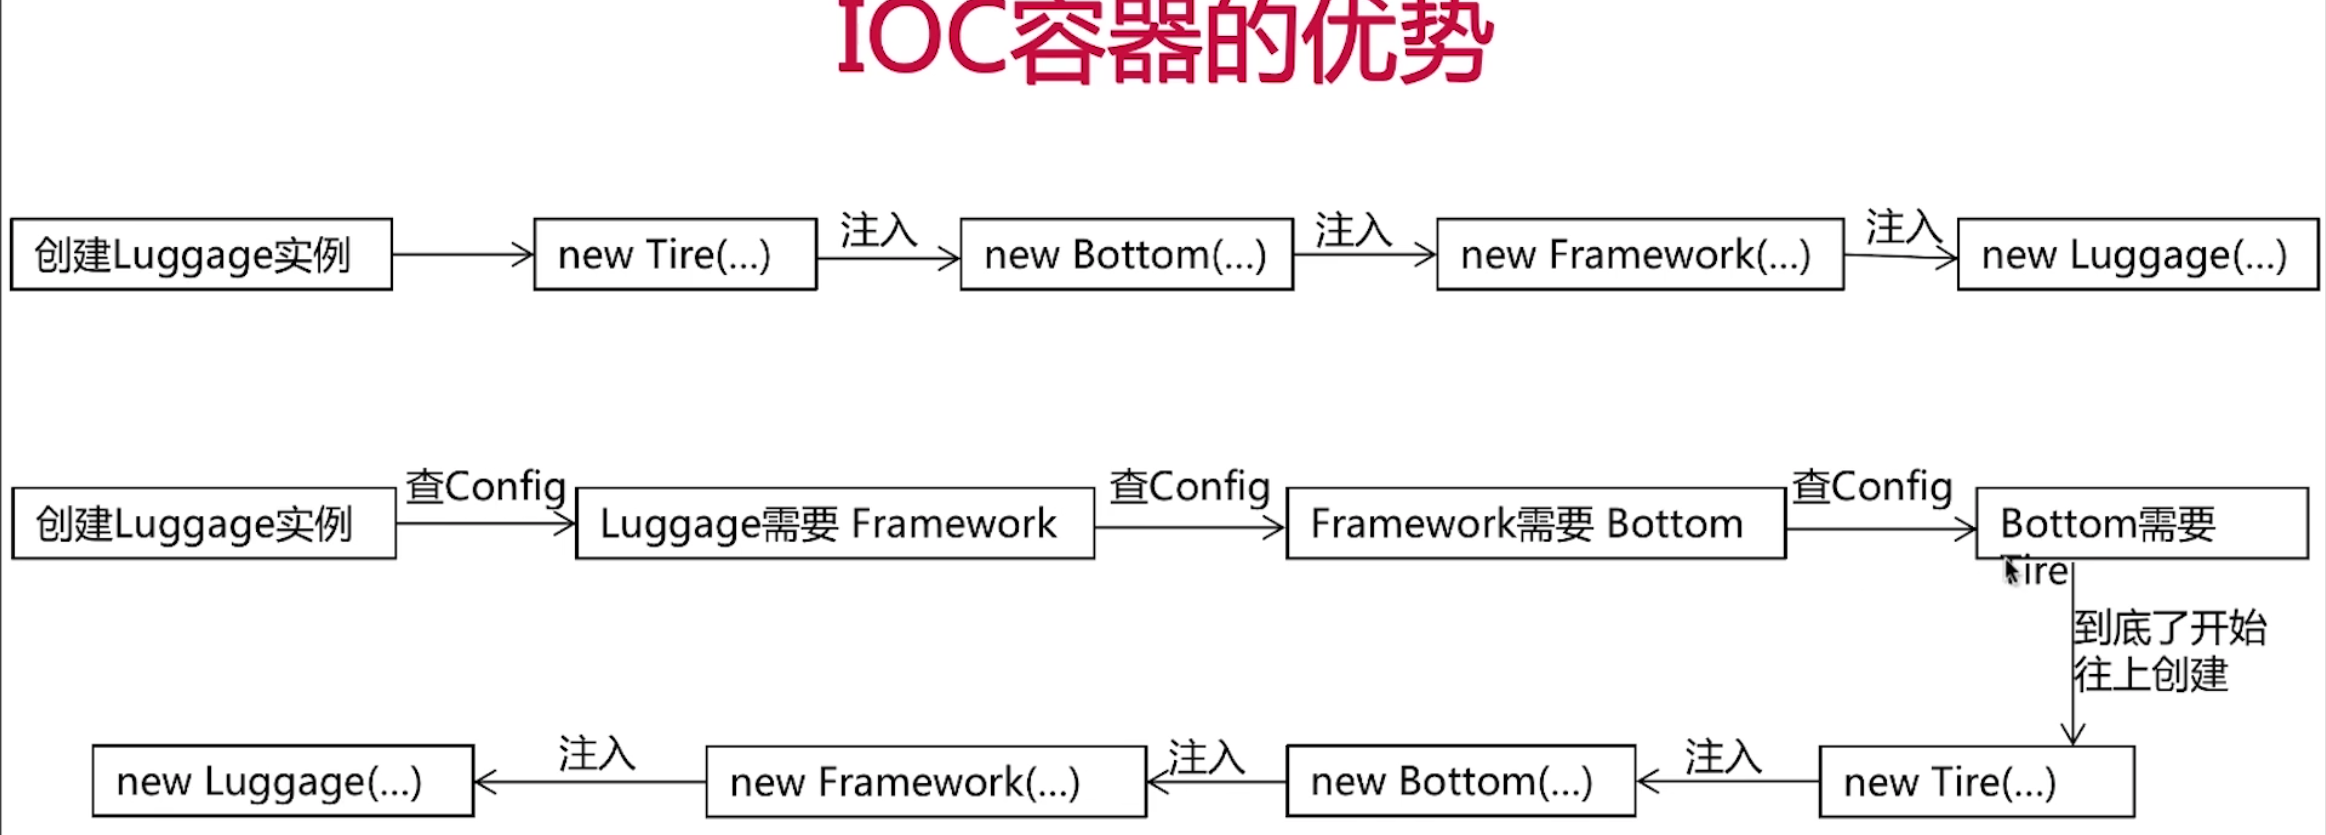 IOC容器的优势
创建Luggage实例
new Tire(...)
注入
new Bottom(...)
注入
new Framework(...)
注入
new Luggage(...)
创建Luggage实例
查Config
Luggage需要 Framework
查Config
Framework需要 Bottom
查Config
Bottom需要
Tire
到底了开始
往上创建
new Luggage(...)
注入
new Framework(...)
注入
new Bottom(...)
注入
new Tire(...)